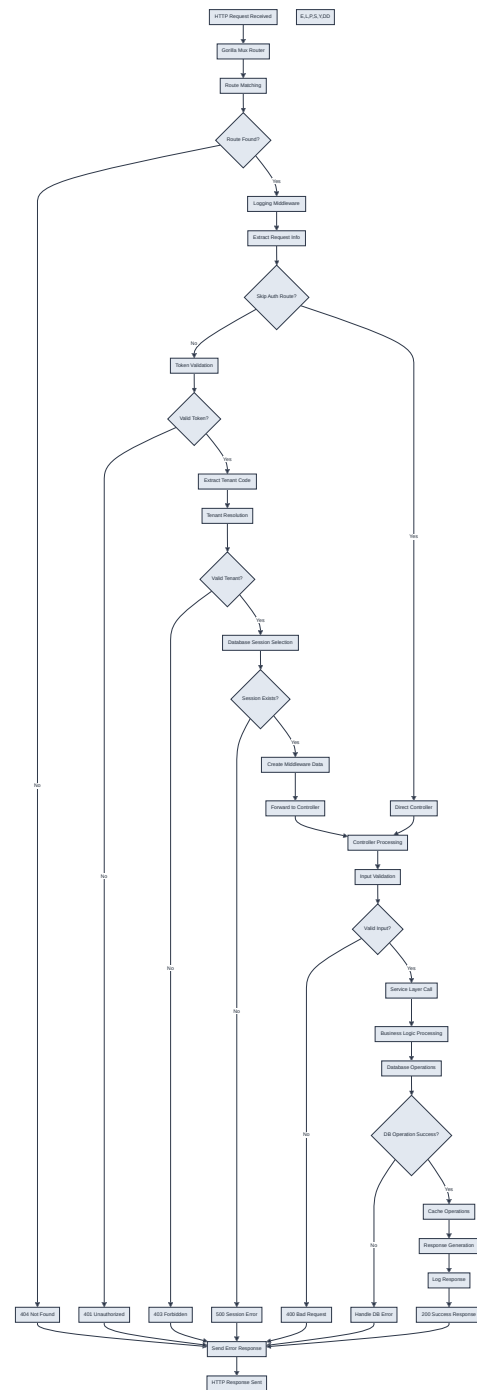 HTTP Request Received
E,L,P,S,Y,DD
Gorilla Mux Router
Route Matching
Route Found?
Yes
Logging Middleware
Extract Request Info
Skip Auth Route?
No
Token Validation
Valid Token?
Yes
Extract Tenant Code
Tenant Resolution
Yes
Valid Tenant?
Yes
Database Session Selection
Session Exists?
Yes
Create Middleware Data
No
Forward to Controller
Direct Controller
Controller Processing
Input Validation
No
Valid Input?
No
Yes
Service Layer Call
No
Business Logic Processing
Database Operations
DB Operation Success?
No
Yes
Cache Operations
No
Response Generation
Log Response
404 Not Found
401 Unauthorized
403 Forbidden
500 Session Error
400 Bad Request
Handle DB Error
200 Success Response
Send Error Response
HTTP Response Sent